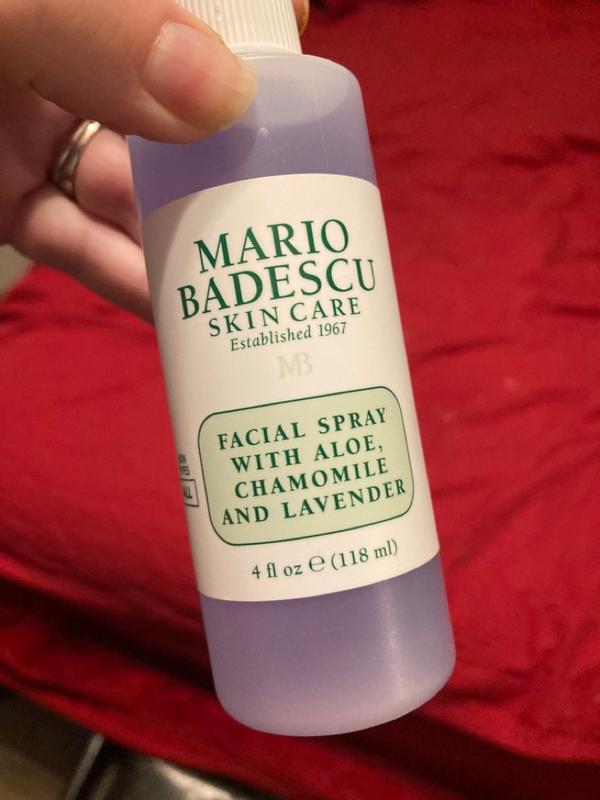 MARIO
BADESCU
SKIN CARE
Established 1967
MB
FACIAL SPRAY
WITH ALOE,
CHAMOMILE
AND LAVENDER
4 fl oz ℮ (118 ml)
ALL